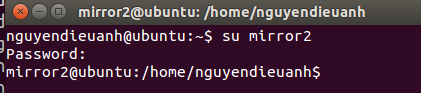 mirror2@ubuntu: /home/nguyendieuanh
nguyendieuanh@ubuntu:~$ su mirror2
Password:
mirror2@ubuntu:/home/nguyendieuanh$